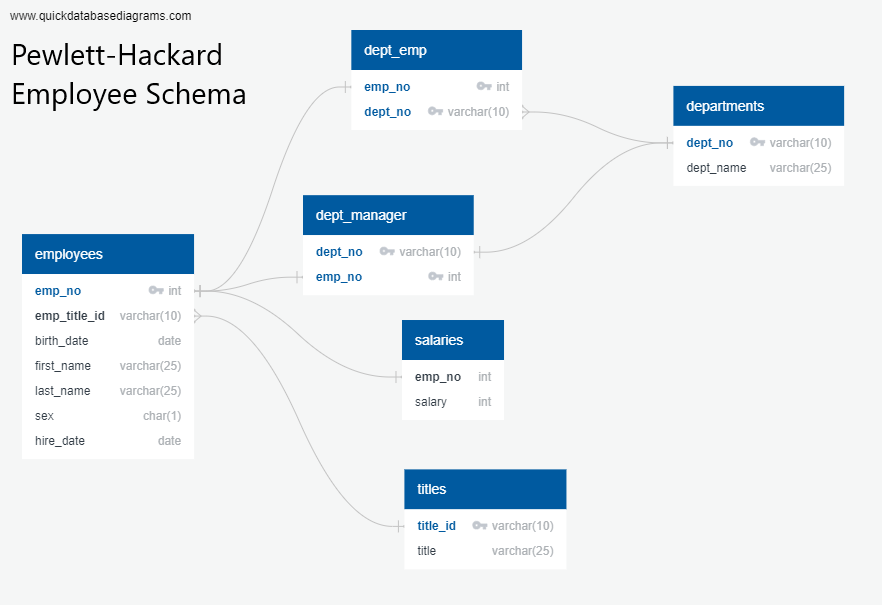 www.quickdatabasediagrams.com
Pewlett-Hackard
Employee Schema
dept_emp
emp_no int
dept_no varchar(10)
departments
dept_no varchar(10)
dept_name varchar(25)
dept_manager
dept_no varchar(10)
emp_no int
employees
emp_no int
emp_title_id varchar(10)
birth_date date
first_name varchar(25)
last_name varchar(25)
sex char(1)
hire_date date
salaries
emp_no int
salary int
titles
title_id varchar(10)
title varchar(25)